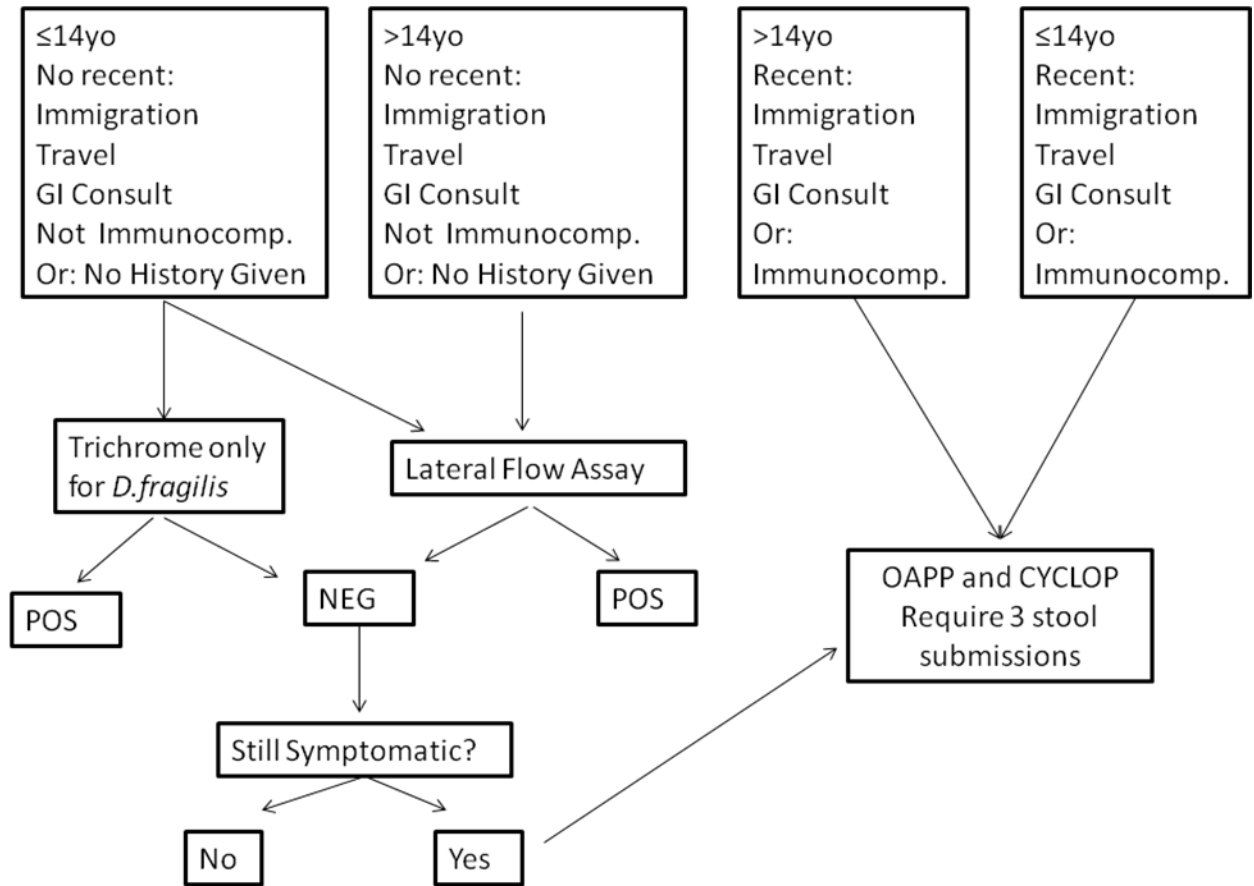 ≤14yo
No recent:
Immigration
Travel
GI Consult
Not Immunocomp.
Or: No History Given
>14yo
No recent:
Immigration
Travel
GI Consult
Not Immunocomp.
Or: No History Given
>14yo
Recent:
Immigration
Travel
GI Consult
Or:
Immunocomp.
≤14yo
Recent:
Immigration
Travel
GI Consult
Or:
Immunocomp.
Trichrome only
for D.fragilis
Lateral Flow Assay
POS
NEG
POS
OAPP and CYCLOP
Require 3 stool
submissions
Still Symptomatic?
No
Yes